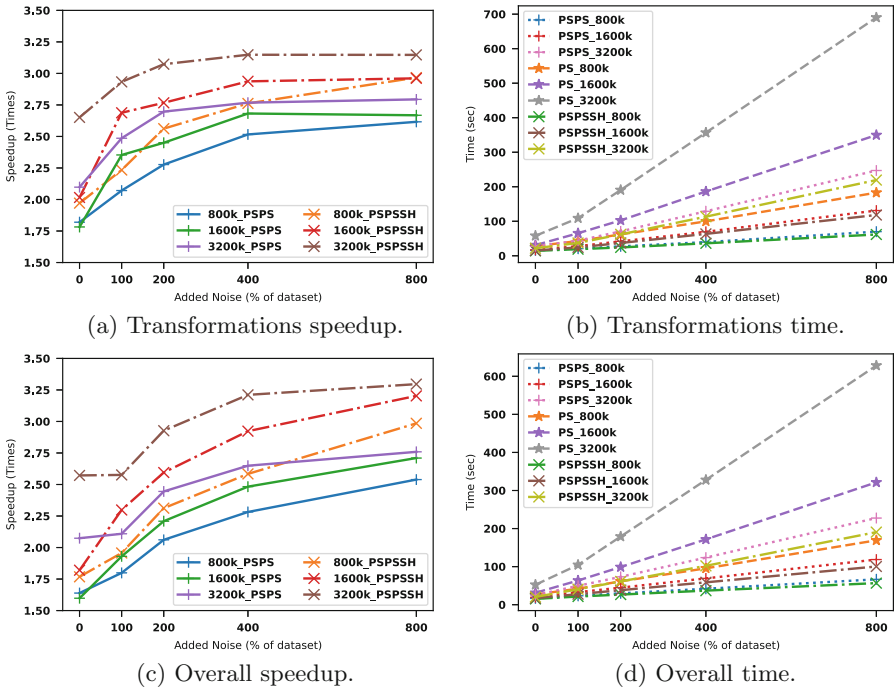 3.50
3.25
3.00
2.75
2.50
2.25
2.00
1.75
1.50
Speedup (Times)
800k_PSPS
1600k_PSPS
3200k_PSPS
800k_PSPSSH
1600k_PSPSSH
3200k_PSPSSH
0 100 200 400 800
Added Noise (% of dataset)
(a) Transformations speedup.
700
600
500
400
300
200
100
0
Time (sec)
PSPS_800k
PSPS_1600k
PSPS_3200k
PS_800k
PS_1600k
PS_3200k
PSPSSH_800k
PSPSSH_1600k
PSPSSH_3200k
0 100 200 400 800
Added Noise (% of dataset)
(b) Transformations time.
3.50
3.25
3.00
2.75
2.50
2.25
2.00
1.75
1.50
Speedup (Times)
800k_PSPS
1600k_PSPS
3200k_PSPS
800k_PSPSSH
1600k_PSPSSH
3200k_PSPSSH
0 100 200 400 800
Added Noise (% of dataset)
(c) Overall speedup.
600
500
400
300
200
100
0
Time (sec)
PSPS_800k
PSPS_1600k
PSPS_3200k
PS_800k
PS_1600k
PS_3200k
PSPSSH_800k
PSPSSH_1600k
PSPSSH_3200k
0 100 200 400 800
Added Noise (% of dataset)
(d) Overall time.